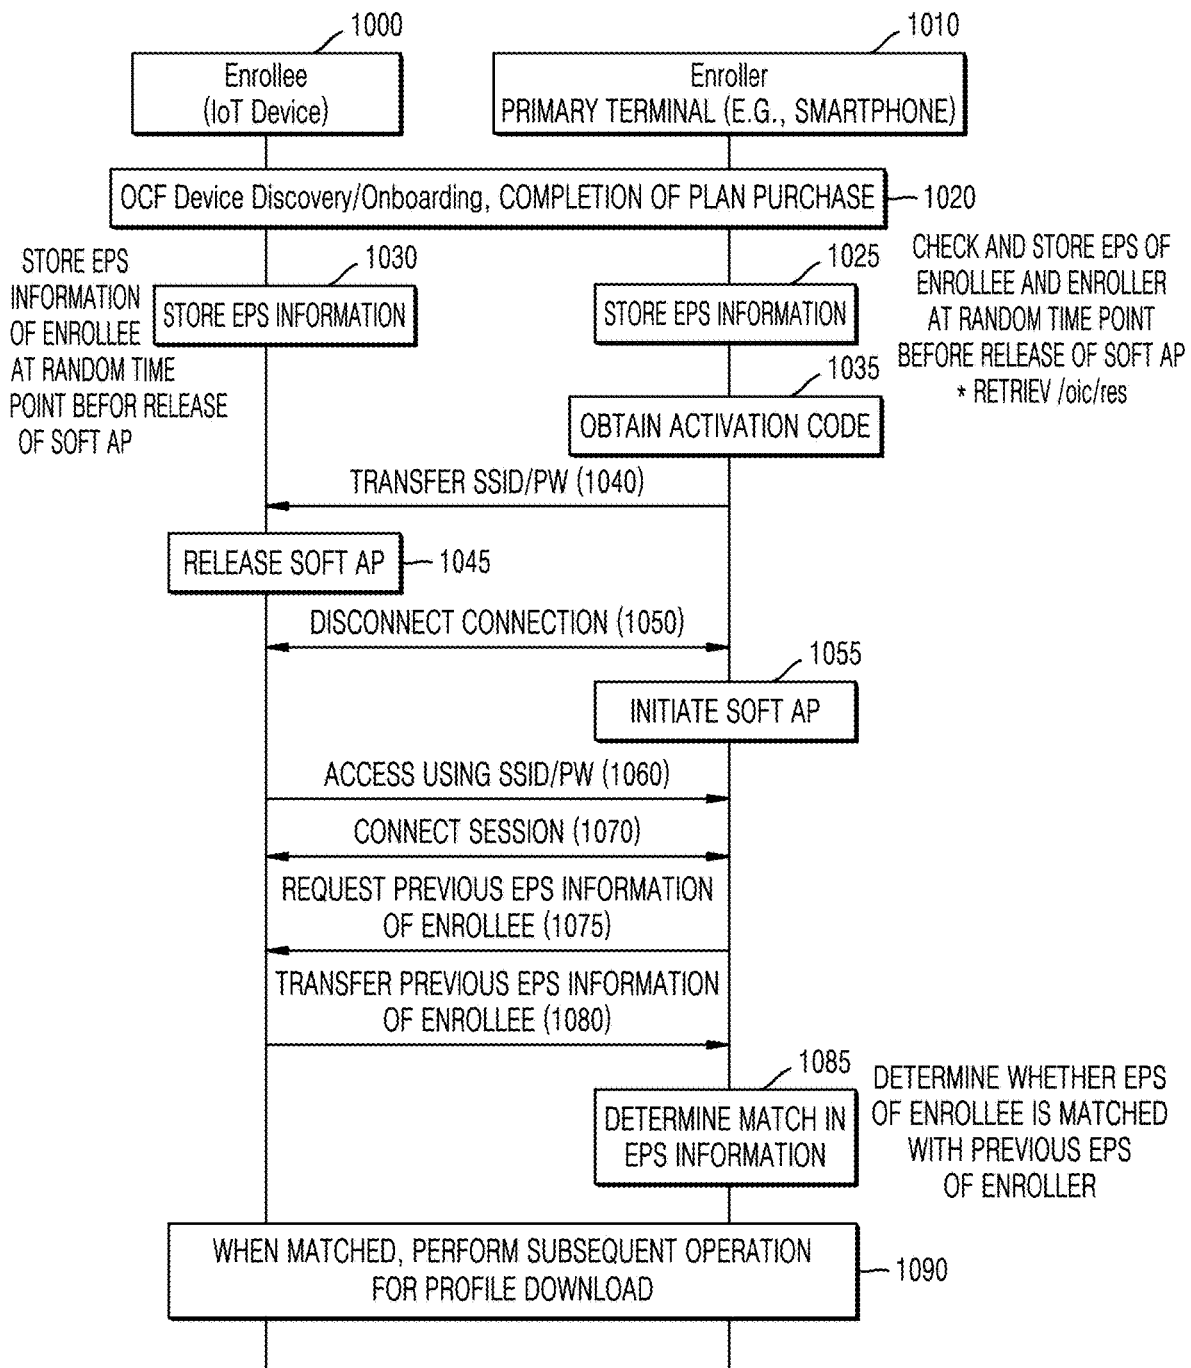 1000
1010
Enrollee
(IoT Device)
Enroller
PRIMARY TERMINAL (E.G., SMARTPHONE)
OCF Device Discovery/Onboarding, COMPLETION OF PLAN PURCHASE
1020
STORE EPS
INFORMATION
OF ENROLLEE
AT RANDOM TIME
POINT BEFOR RELEASE
OF SOFT AP
1030
STORE EPS INFORMATION
1025
STORE EPS INFORMATION
CHECK AND STORE EPS OF
ENROLLEE AND ENROLLER
AT RANDOM TIME POINT
BEFORE RELEASE OF SOFT AP
* RETRIEV /oic/res
1035
OBTAIN ACTIVATION CODE
TRANSFER SSID/PW (1040)
RELEASE SOFT AP
1045
DISCONNECT CONNECTION (1050)
1055
INITIATE SOFT AP
ACCESS USING SSID/PW (1060)
CONNECT SESSION (1070)
REQUEST PREVIOUS EPS INFORMATION
OF ENROLLEE (1075)
TRANSFER PREVIOUS EPS INFORMATION
OF ENROLLEE (1080)
1085
DETERMINE MATCH IN
EPS INFORMATION
DETERMINE WHETHER EPS
OF ENROLLEE IS MATCHED
WITH PREVIOUS EPS
OF ENROLLER
WHEN MATCHED, PERFORM SUBSEQUENT OPERATION
FOR PROFILE DOWNLOAD
1090